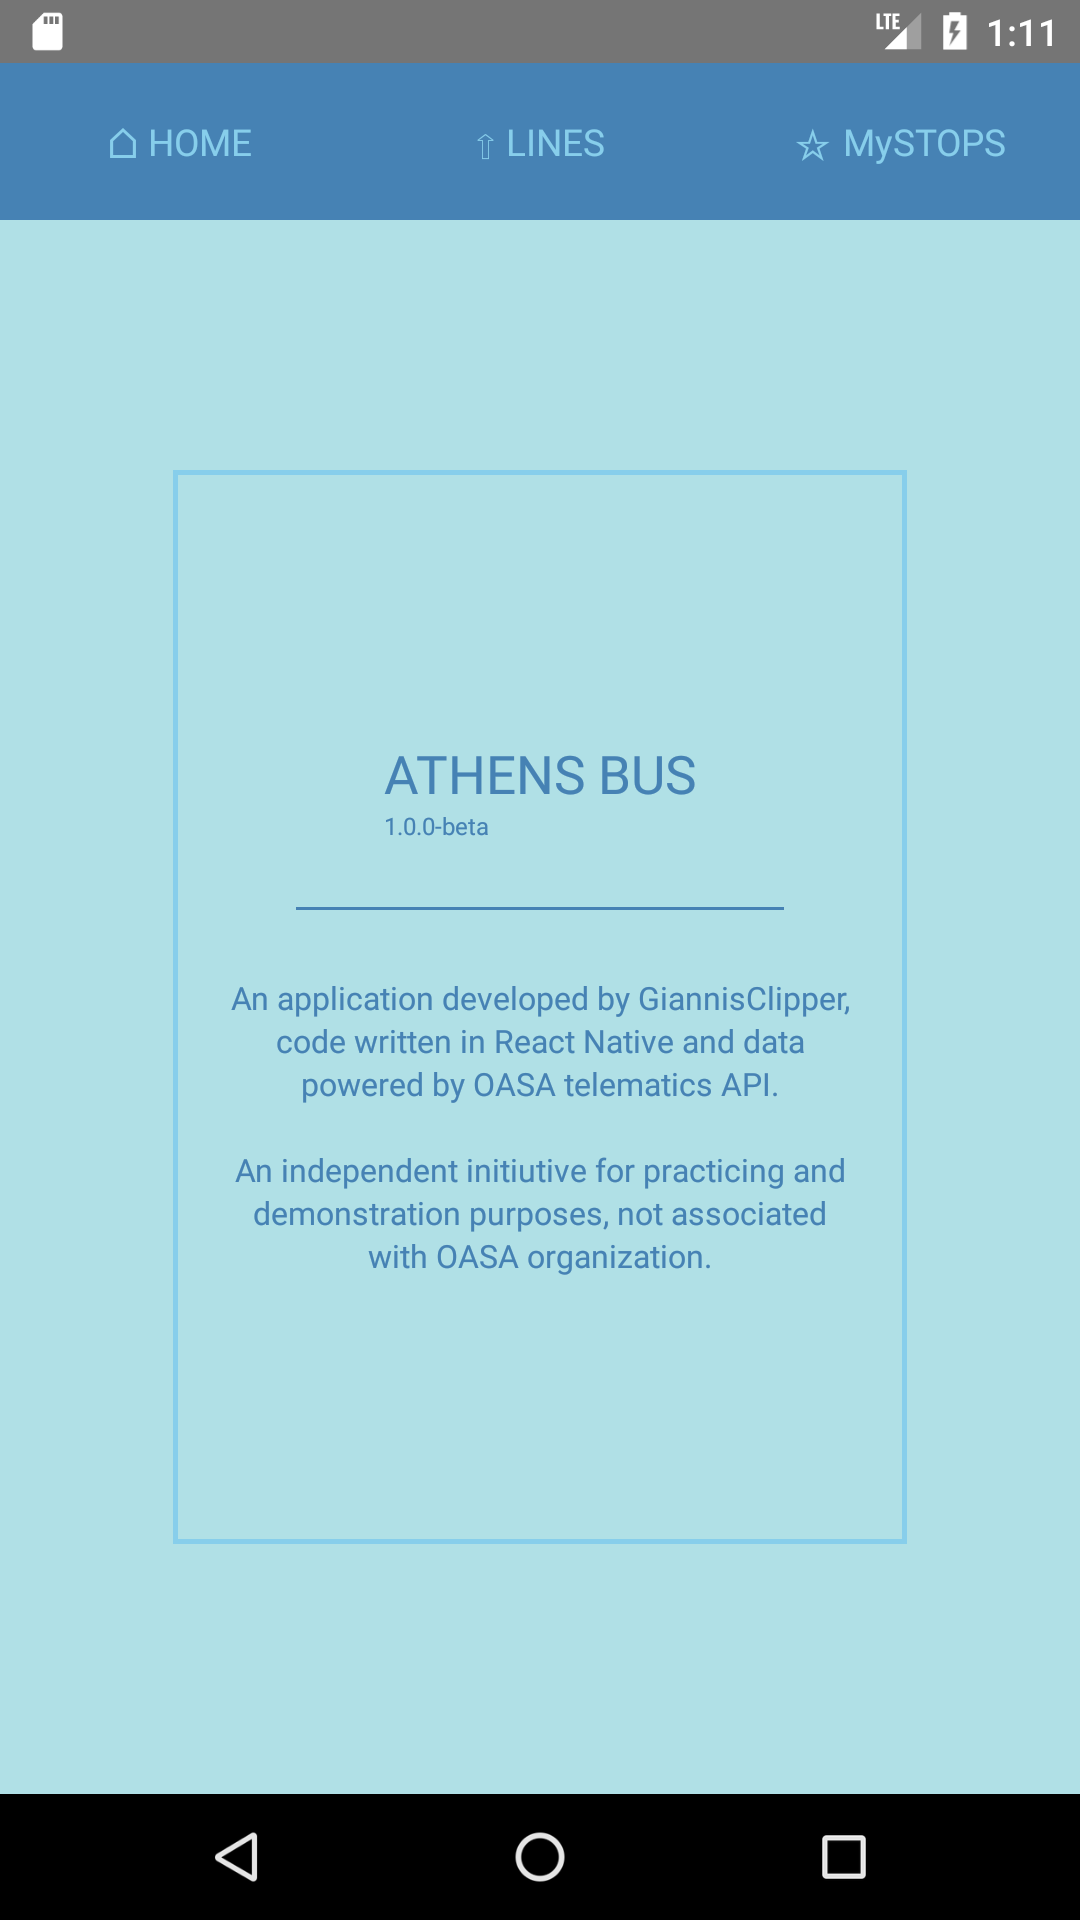 LTE 1:11
⌂ HOME ⇧ LINES ☆ MySTOPS
ATHENS BUS
1.0.0-beta
An application developed by GiannisClipper,
code written in React Native and data
powered by OASA telematics API.
An independent initiutive for practicing and
demonstration purposes, not associated
with OASA organization.